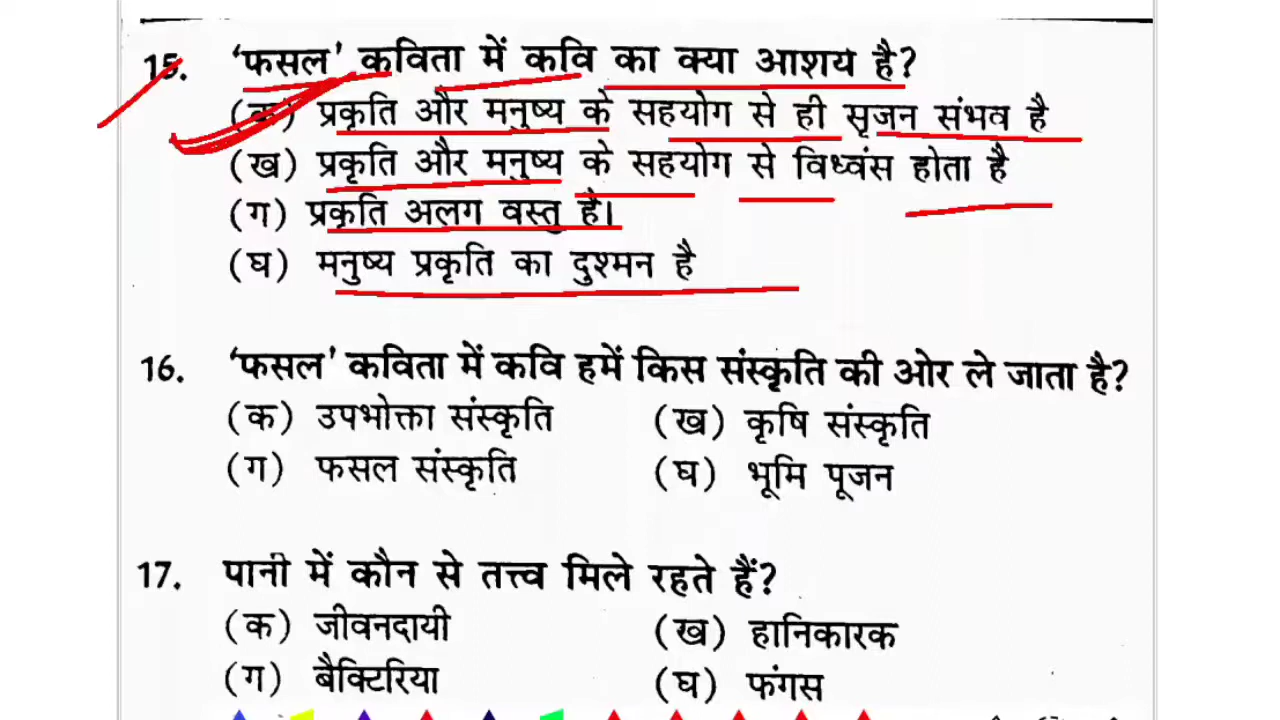 15. ‘फसल’ कविता में कवि का क्या आशय है?
(क) प्रकृति और मनुष्य के सहयोग से ही सृजन संभव है
(ख) प्रकृति और मनुष्य के सहयोग से विध्वंस होता है
(ग) प्रकृति अलग वस्तु है।
(घ) मनुष्य प्रकृति का दुश्मन है
16. ‘फसल’ कविता में कवि हमें किस संस्कृति की ओर ले जाता है?
(क) उपभोक्ता संस्कृति (ख) कृषि संस्कृति
(ग) फसल संस्कृति (घ) भूमि पूजन
17. पानी में कौन से तत्त्व मिले रहते हैं?
(क) जीवनदायी (ख) हानिकारक
(ग) बैक्टिरिया (घ) फंगस